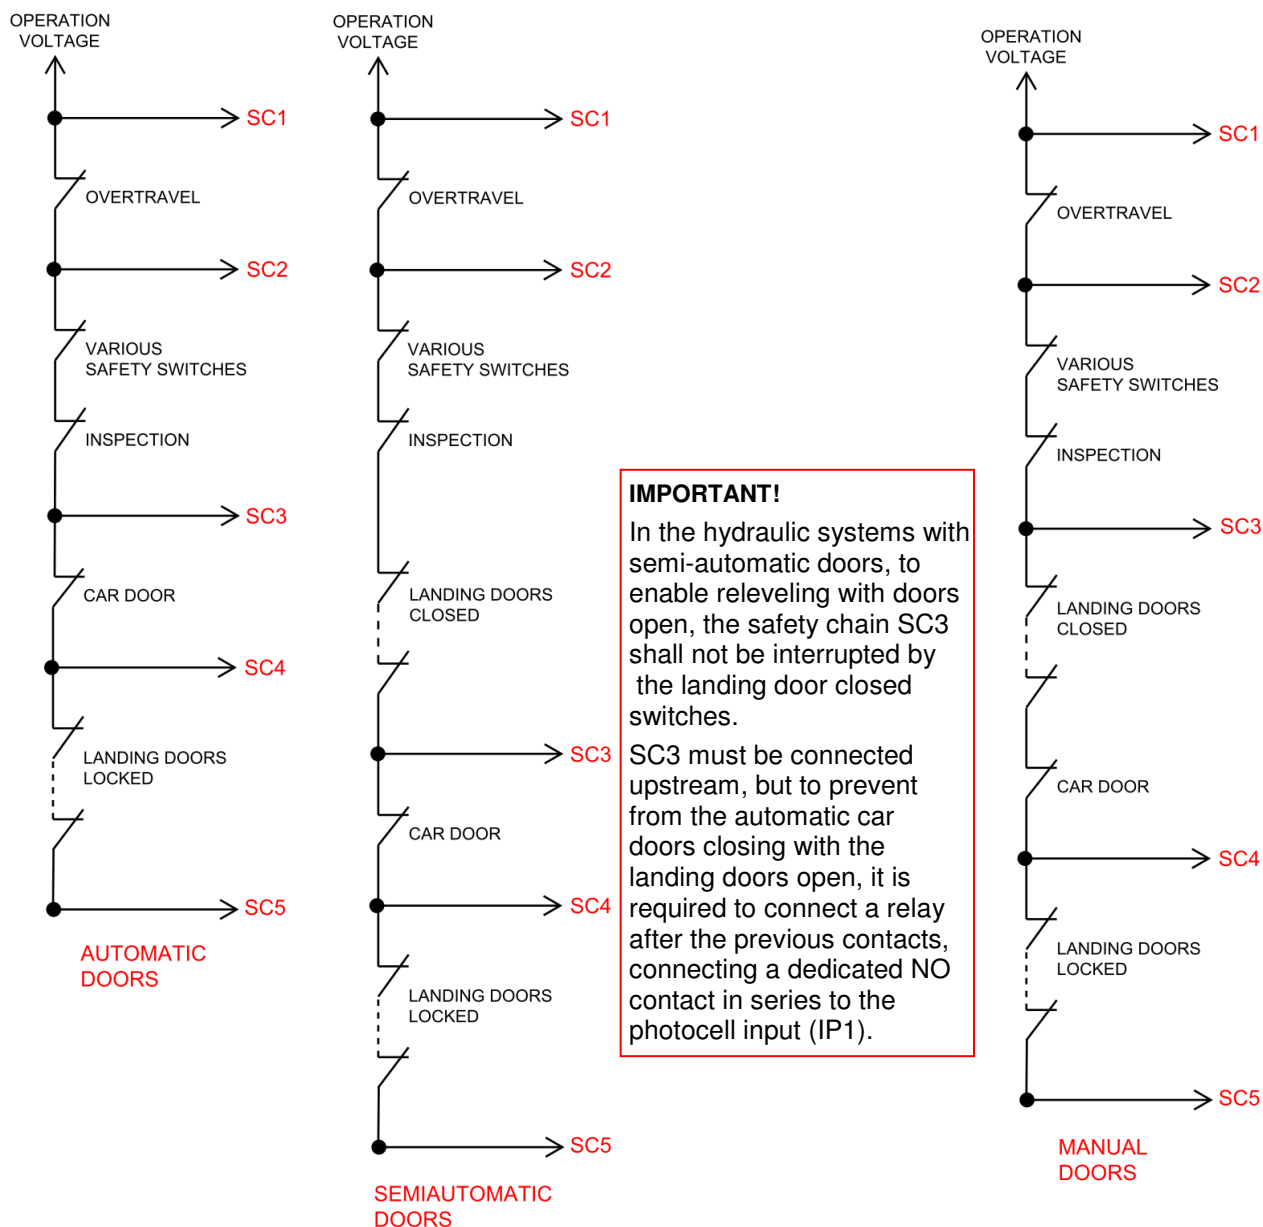 OPERATION
VOLTAGE
SC1
OVERTRAVEL
SC2
VARIOUS
SAFETY SWITCHES
INSPECTION
SC3
CAR DOOR
SC4
LANDING DOORS
LOCKED
SC5
AUTOMATIC
DOORS
OPERATION
VOLTAGE
SC1
OVERTRAVEL
SC2
VARIOUS
SAFETY SWITCHES
INSPECTION
LANDING DOORS
CLOSED
SC3
CAR DOOR
SC4
LANDING DOORS
LOCKED
SC5
SEMIAUTOMATIC
DOORS
IMPORTANT!
In the hydraulic systems with
semi-automatic doors, to
enable releveling with doors
open, the safety chain SC3
shall not be interrupted by
the landing door closed
switches.
SC3 must be connected
upstream, but to prevent
from the automatic car
doors closing with the
landing doors open, it is
required to connect a relay
after the previous contacts,
connecting a dedicated NO
contact in series to the
photocell input (IP1).
OPERATION
VOLTAGE
SC1
OVERTRAVEL
SC2
VARIOUS
SAFETY SWITCHES
INSPECTION
SC3
LANDING DOORS
CLOSED
CAR DOOR
SC4
LANDING DOORS
LOCKED
SC5
MANUAL
DOORS